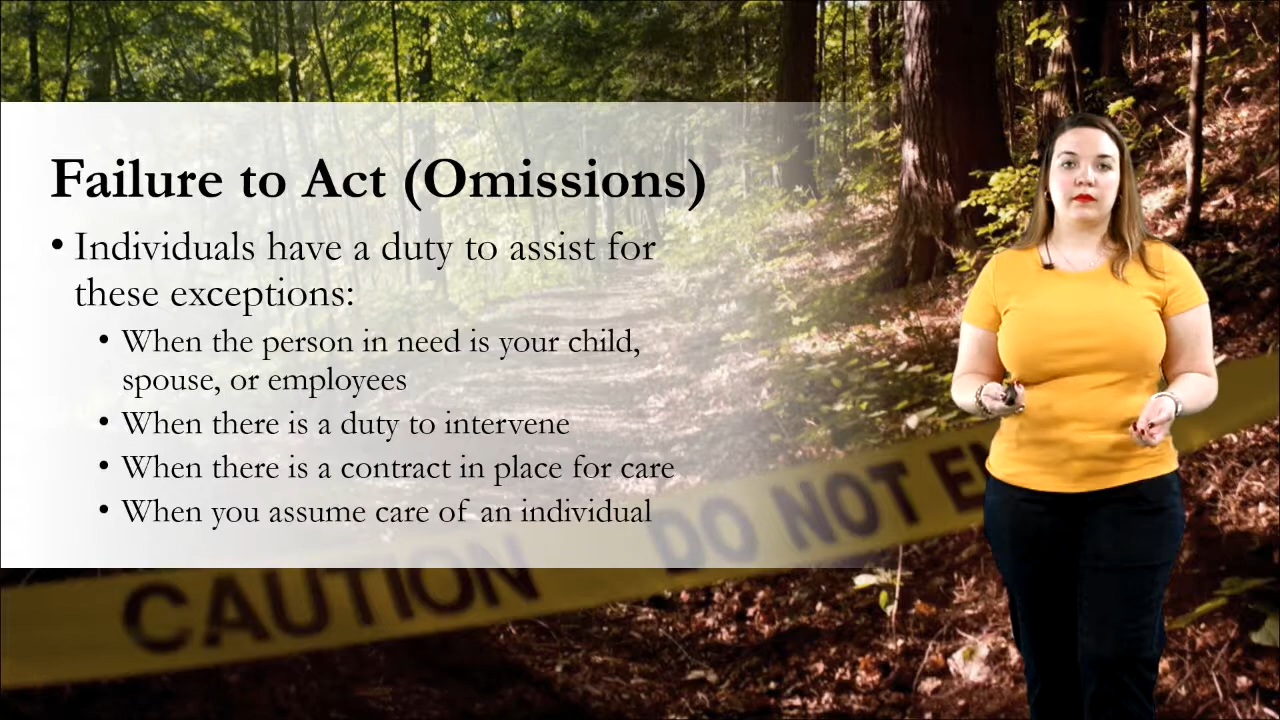 Failure to Act (Omissions)
• Individuals have a duty to assist for
these exceptions:
• When the person in need is your child,
spouse, or employees
• When there is a duty to intervene
• When there is a contract in place for care
• When you assume care of an individual
CAUTION DO NOT EN